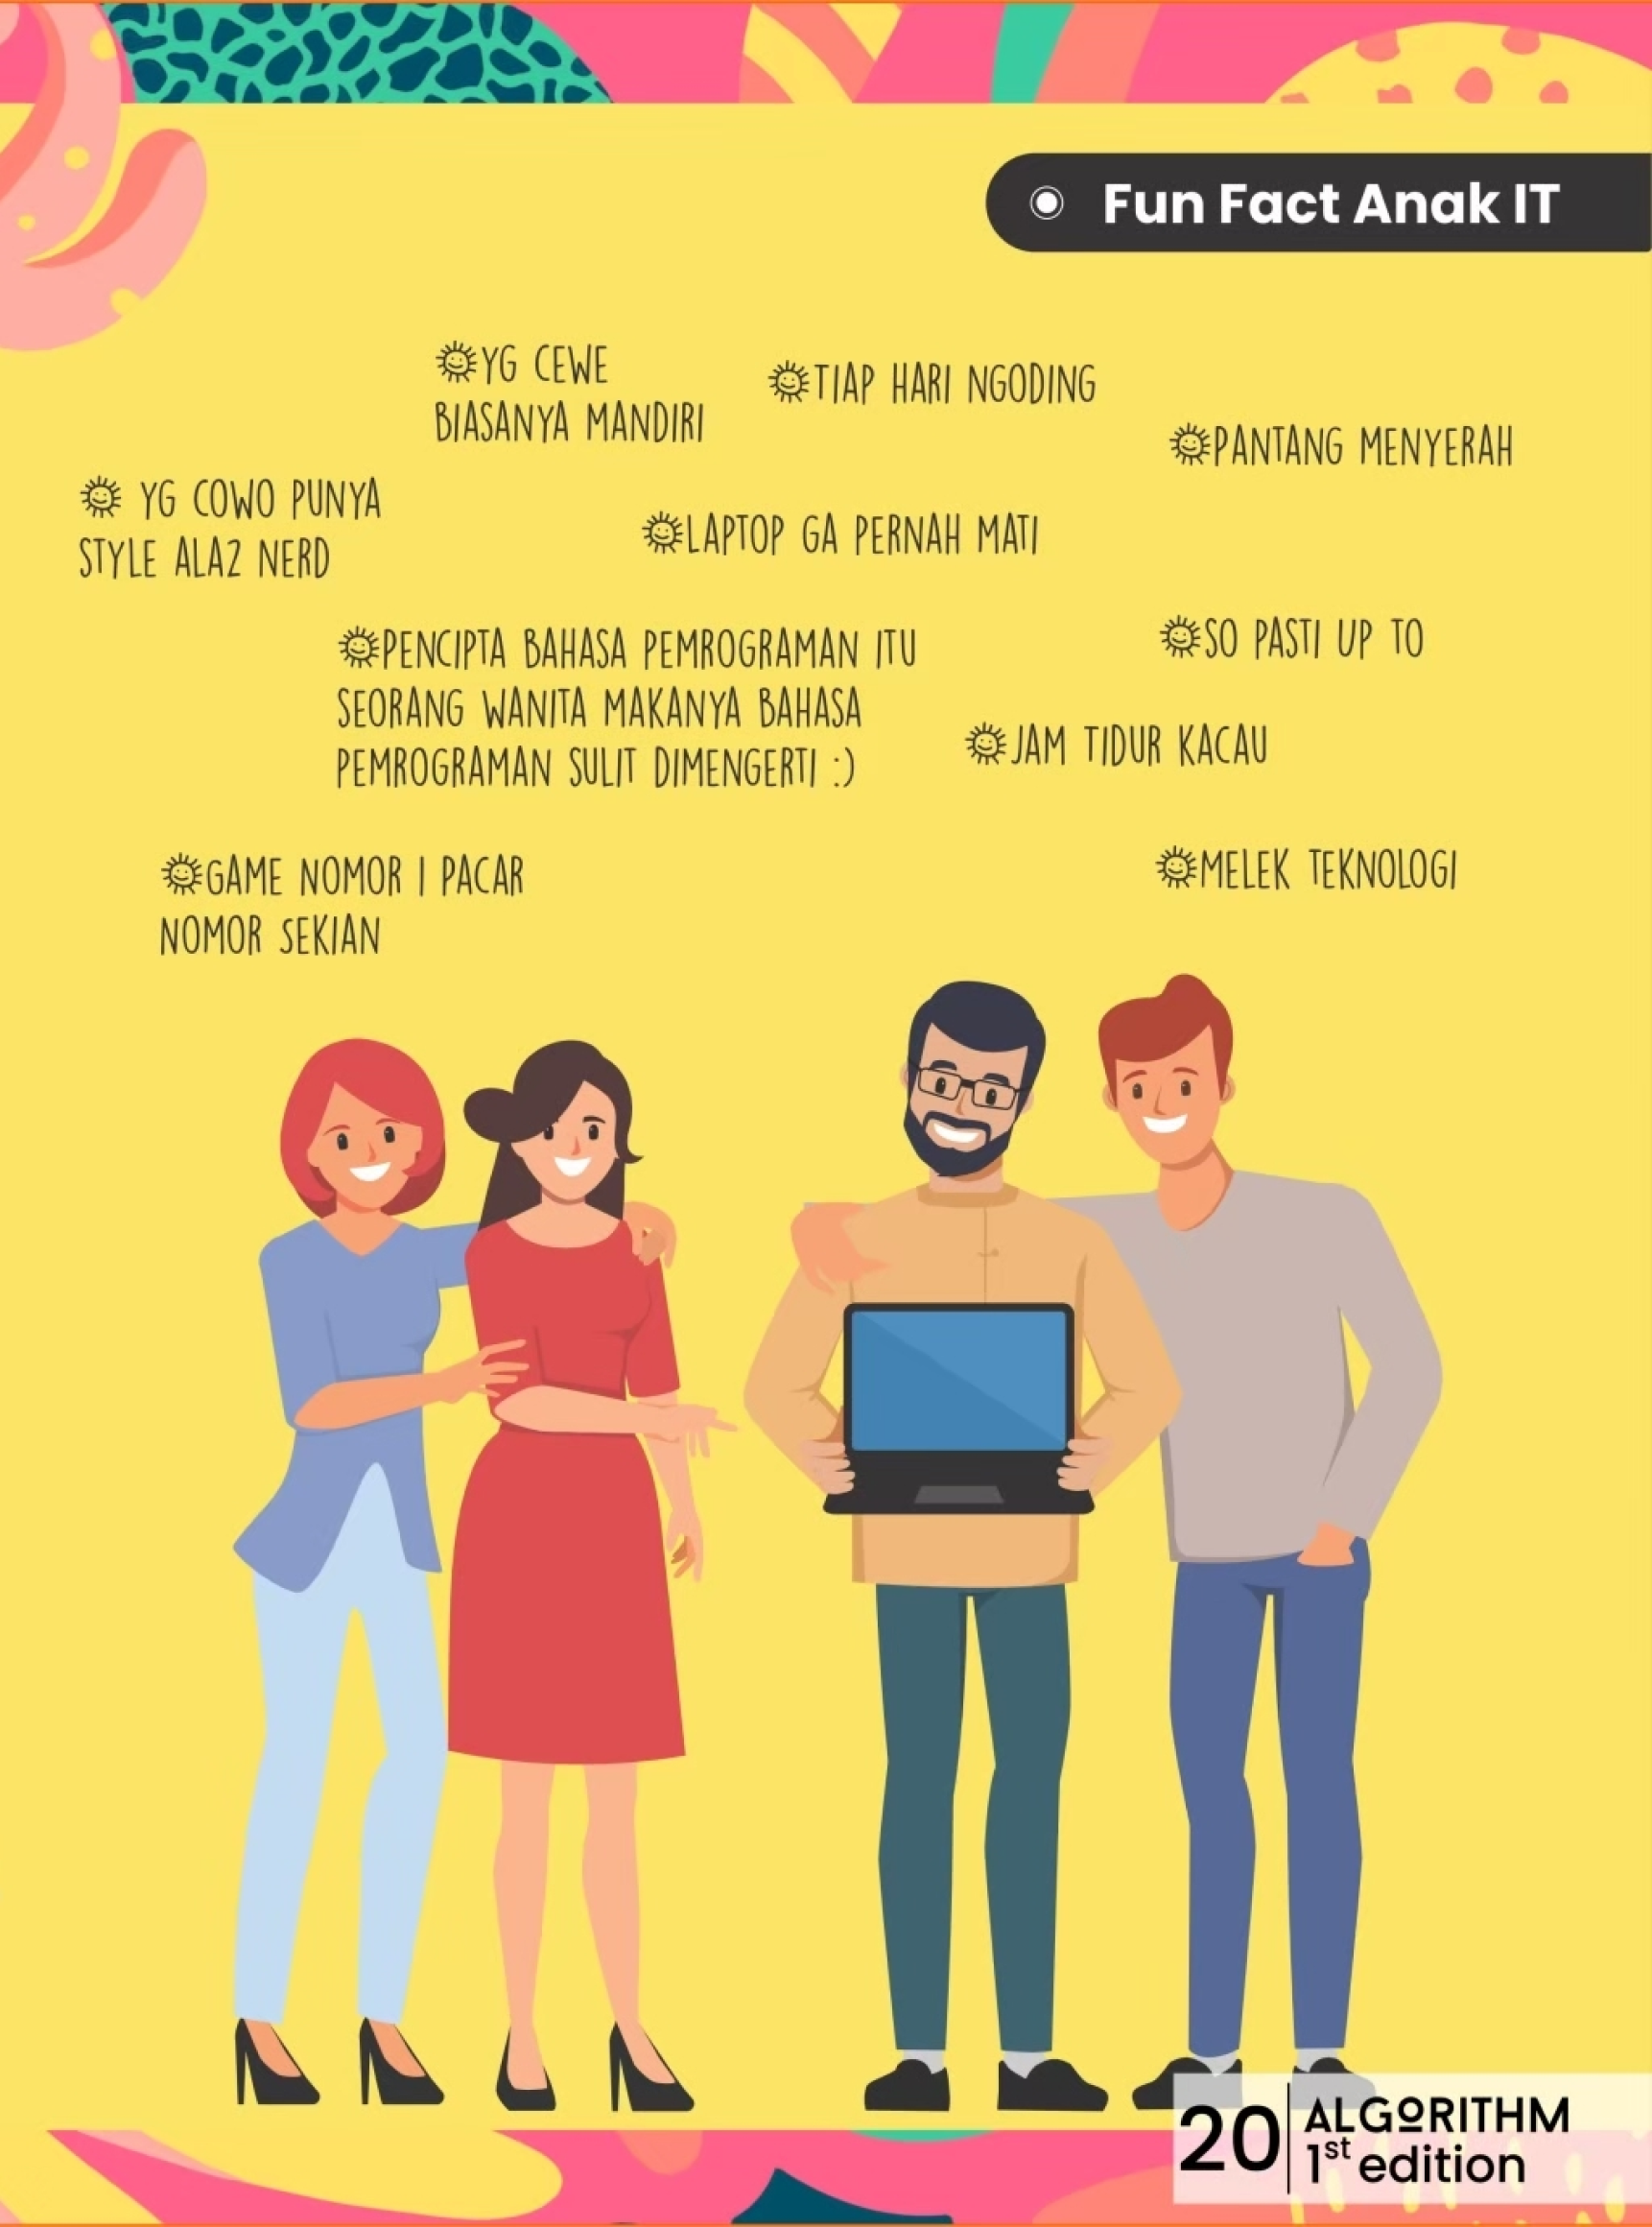 Fun Fact Anak IT
YG CEWE
BIASANYA MANDIRI
TIAP HARI NGODING
PANTANG MENYERAH
YG COWO PUNYA
STYLE ALA2 NERD
LAPTOP GA PERNAH MATI
PENCIPTA BAHASA PEMROGRAMAN ITU
SEORANG WANITA MAKANYA BAHASA
PEMROGRAMAN SULIT DIMENGERTI :)
SO PASTI UP TO
JAM TIDUR KACAU
GAME NOMOR 1 PACAR
NOMOR SEKIAN
MELEK TEKNOLOGI
20
ALGORITHM
1st edition